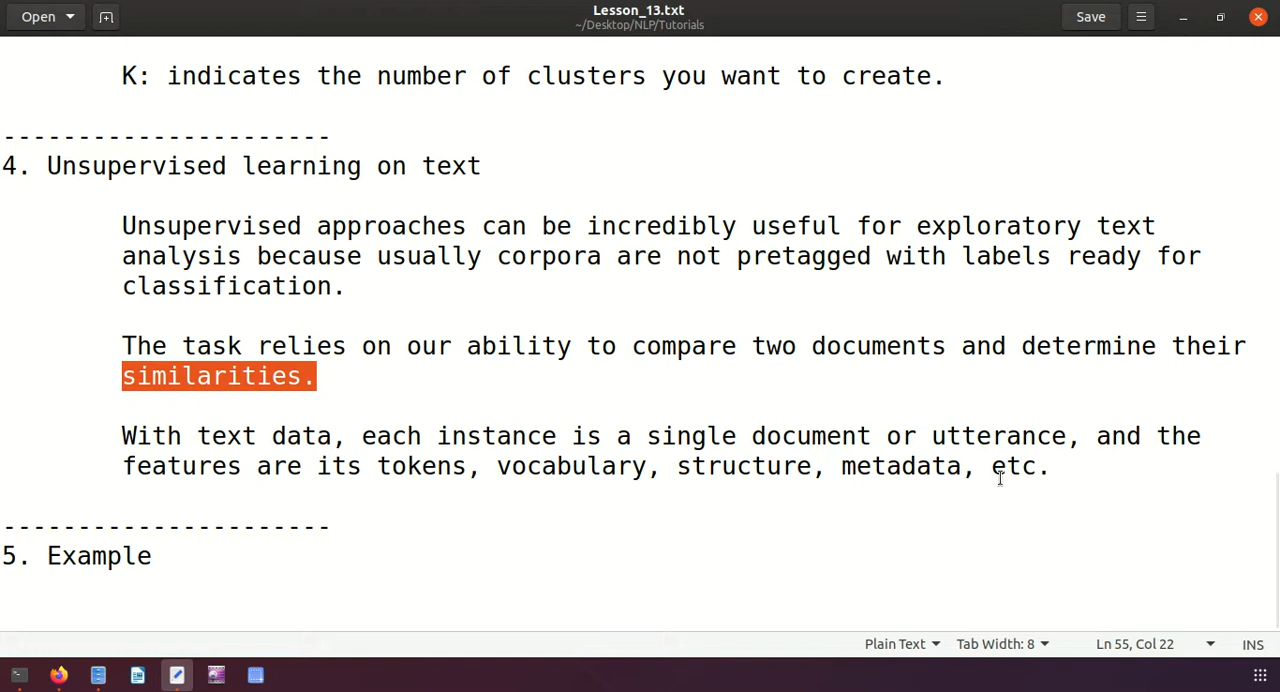 Open
Lesson_13.txt
~/Desktop/NLP/Tutorials
Save
K: indicates the number of clusters you want to create.
----------------------
4. Unsupervised learning on text
Unsupervised approaches can be incredibly useful for exploratory text
analysis because usually corpora are not pretagged with labels ready for
classification.
The task relies on our ability to compare two documents and determine their
similarities.
With text data, each instance is a single document or utterance, and the
features are its tokens, vocabulary, structure, metadata, etc.
----------------------
5. Example
Plain Text
Tab Width: 8
Ln 55, Col 22
INS